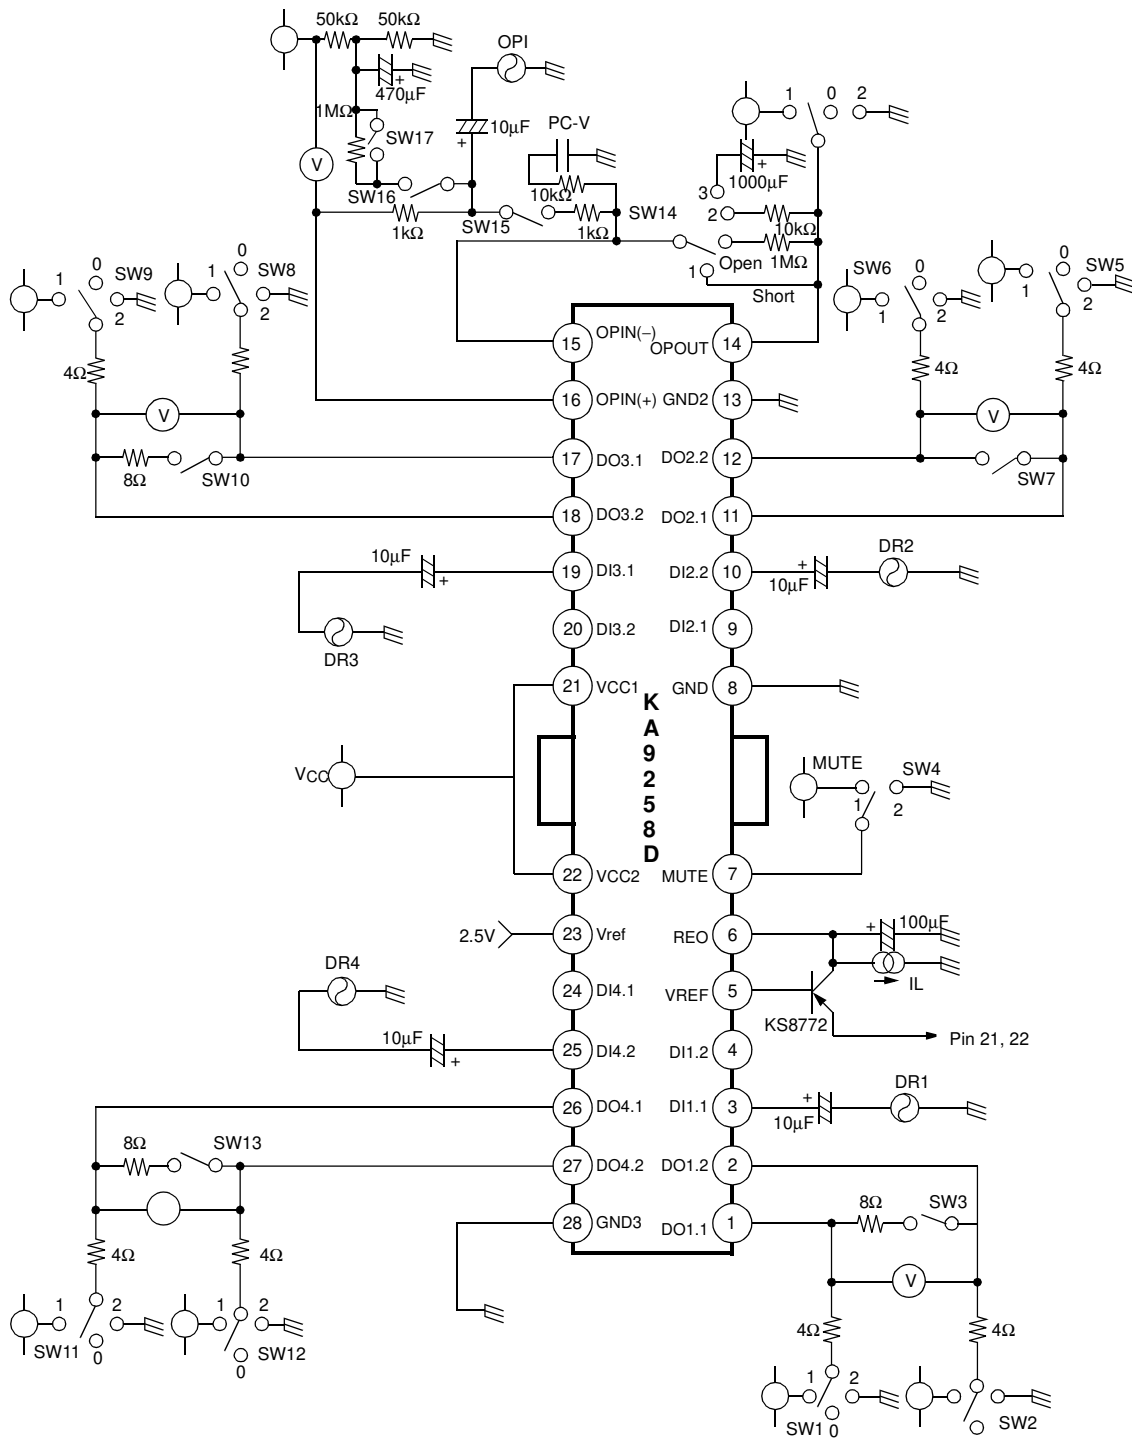 50kΩ 50kΩ
OPI
470µF
1MΩ
SW17
10µF
PC-V
1 0 2
V
SW16
1kΩ
SW15
10kΩ
1kΩ
SW14
1000µF
3
2
10kΩ
Open
1MΩ
1
Short
0
SW9
1
2
0
SW8
1
2
SW6
0
1
2
0
SW5
1
2
4Ω
V
8Ω
SW10
4Ω
4Ω
V
SW7
15 OPIN(–)
OPOUT 14
16 OPIN(+)
GND2 13
17 DO3.1
DO2.2 12
18 DO3.2
DO2.1 11
10µF
+
19 DI3.1
DI2.2 10
+
10µF
DR2
20 DI3.2
DI2.1 9
DR3
21 VCC1
GND 8
K
A
9
2
5
8
D
VCC
MUTE
SW4
1
2
22 VCC2
MUTE 7
2.5V
23 Vref
REO 6
+
100µF
IL
DR4
24 DI4.1
VREF 5
KS8772
Pin 21, 22
10µF
+
25 DI4.2
DI1.2 4
26 DO4.1
DI1.1 3
+
10µF
DR1
8Ω
SW13
27 DO4.2
DO1.2 2
28 GND3
DO1.1 1
8Ω
SW3
V
4Ω
4Ω
1
2
SW11
0
1
2
SW12
0
4Ω
4Ω
1
2
SW1
0
SW2